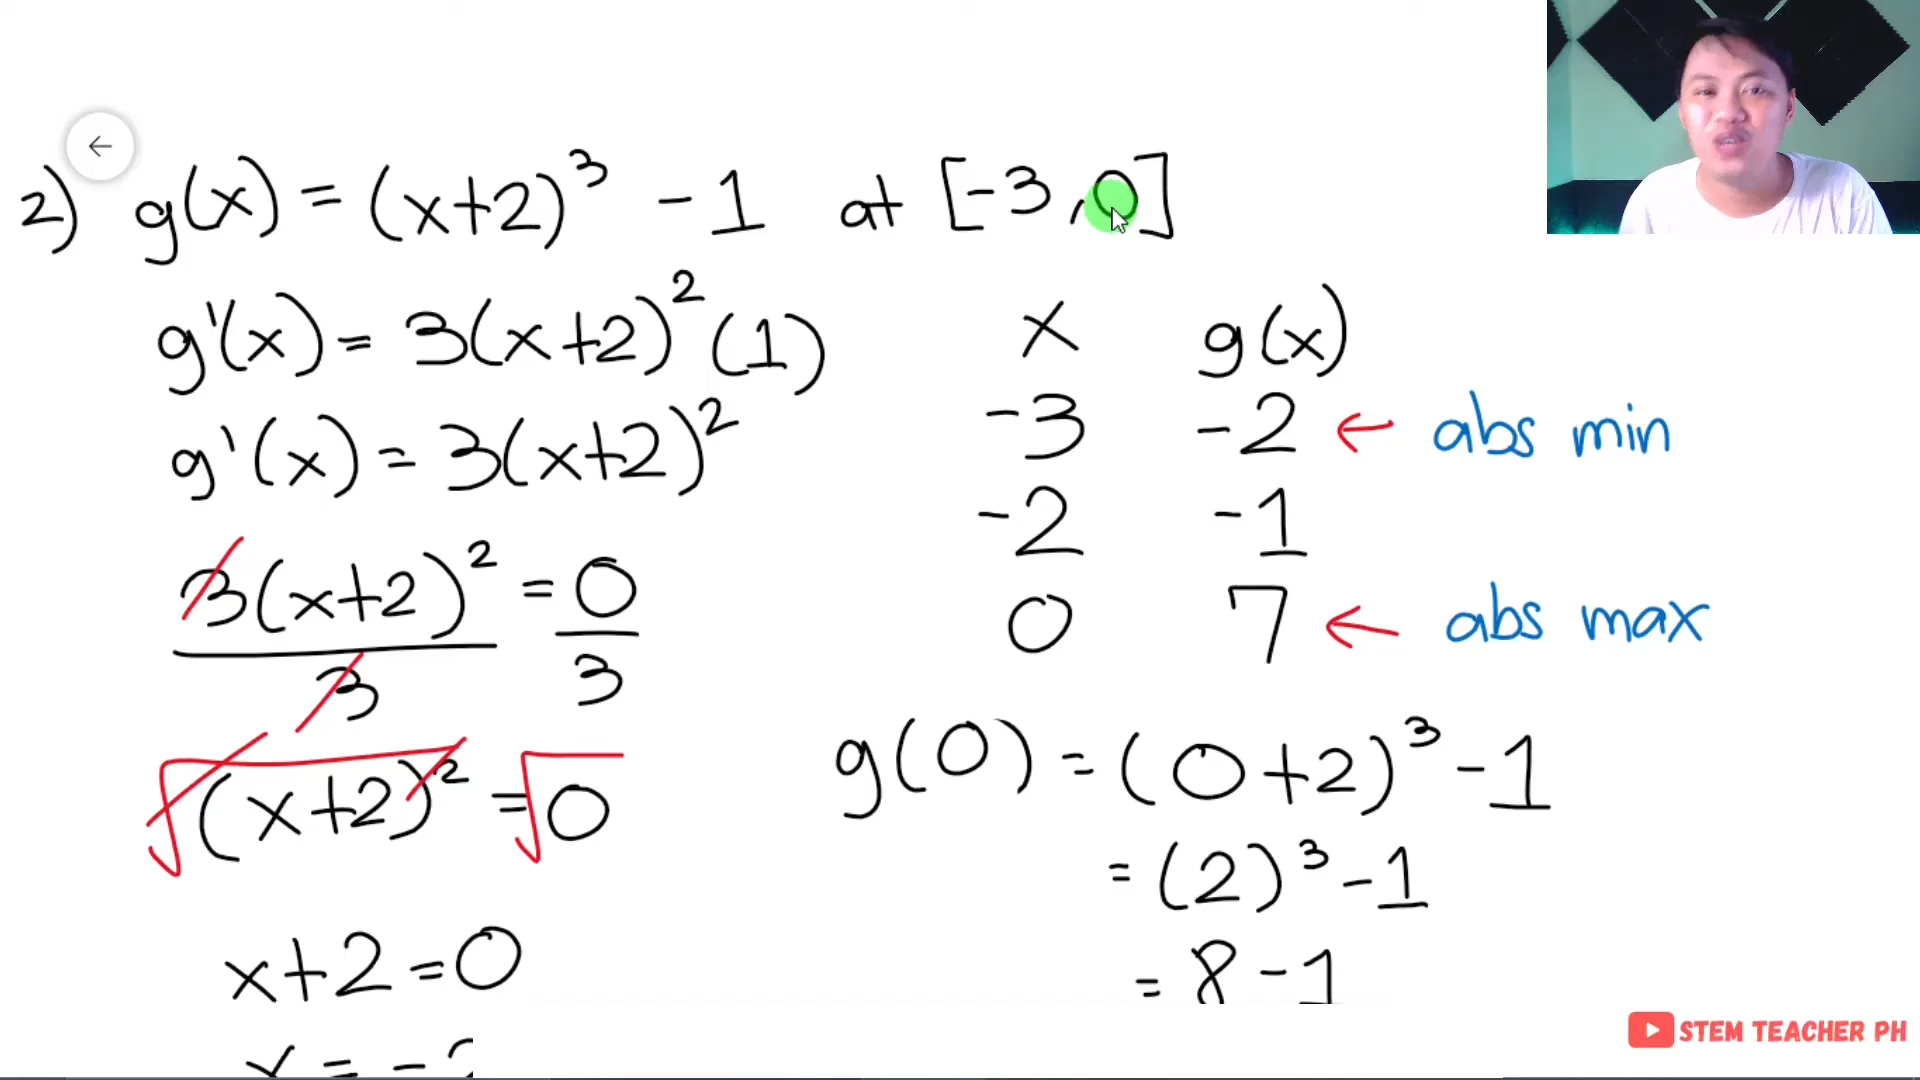 2) g(x) = (x+2)³ - 1 at [-3, 0]
g'(x) = 3(x+2)² (1)
g'(x) = 3(x+2)²
3(x+2)² = 0
3 3
√(x+2)² = √0
x+2 = 0
x = -2
x g(x)
-3 -2 ← abs min
-2 -1
0 7 ← abs max
g(0) = (0+2)³ - 1
= (2)³ - 1
= 8 - 1
STEM TEACHER PH